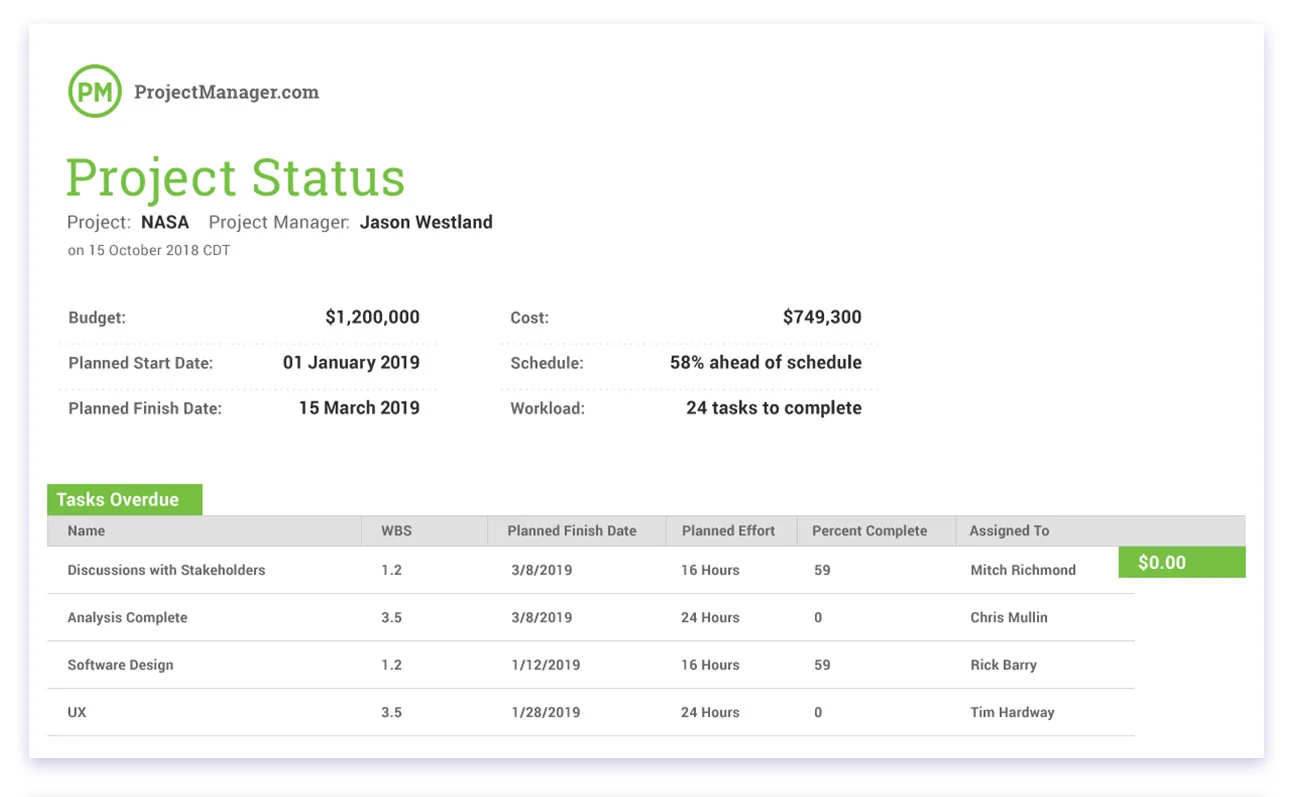 PM ProjectManager.com
Project Status
Project: NASA Project Manager: Jason Westland
on 15 October 2018 CDT
Budget: $1,200,000 Cost: $749,300
Planned Start Date: 01 January 2019 Schedule: 58% ahead of schedule
Planned Finish Date: 15 March 2019 Workload: 24 tasks to complete
Tasks Overdue
Name WBS Planned Finish Date Planned Effort Percent Complete Assigned To
$0.00
Discussions with Stakeholders 1.2 3/8/2019 16 Hours 59 Mitch Richmond
Analysis Complete 3.5 3/8/2019 24 Hours 0 Chris Mullin
Software Design 1.2 1/12/2019 16 Hours 59 Rick Barry
UX 3.5 1/28/2019 24 Hours 0 Tim Hardway